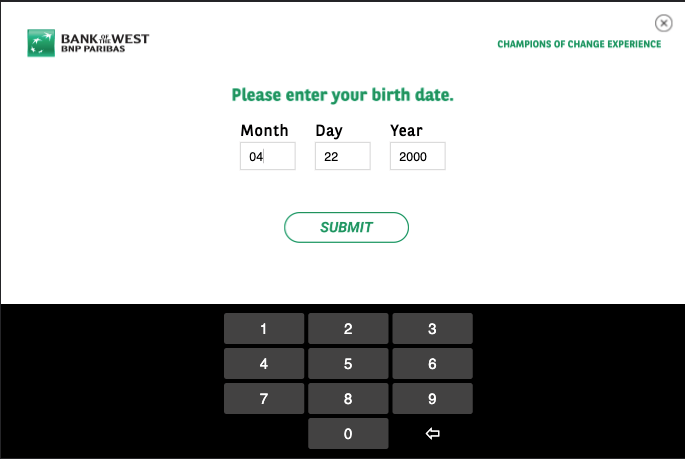 BANK OF THE WEST
BNP PARIBAS
CHAMPIONS OF CHANGE EXPERIENCE
Please enter your birth date.
Month Day Year
04 22 2000
SUBMIT
1 2 3
4 5 6
7 8 9
0